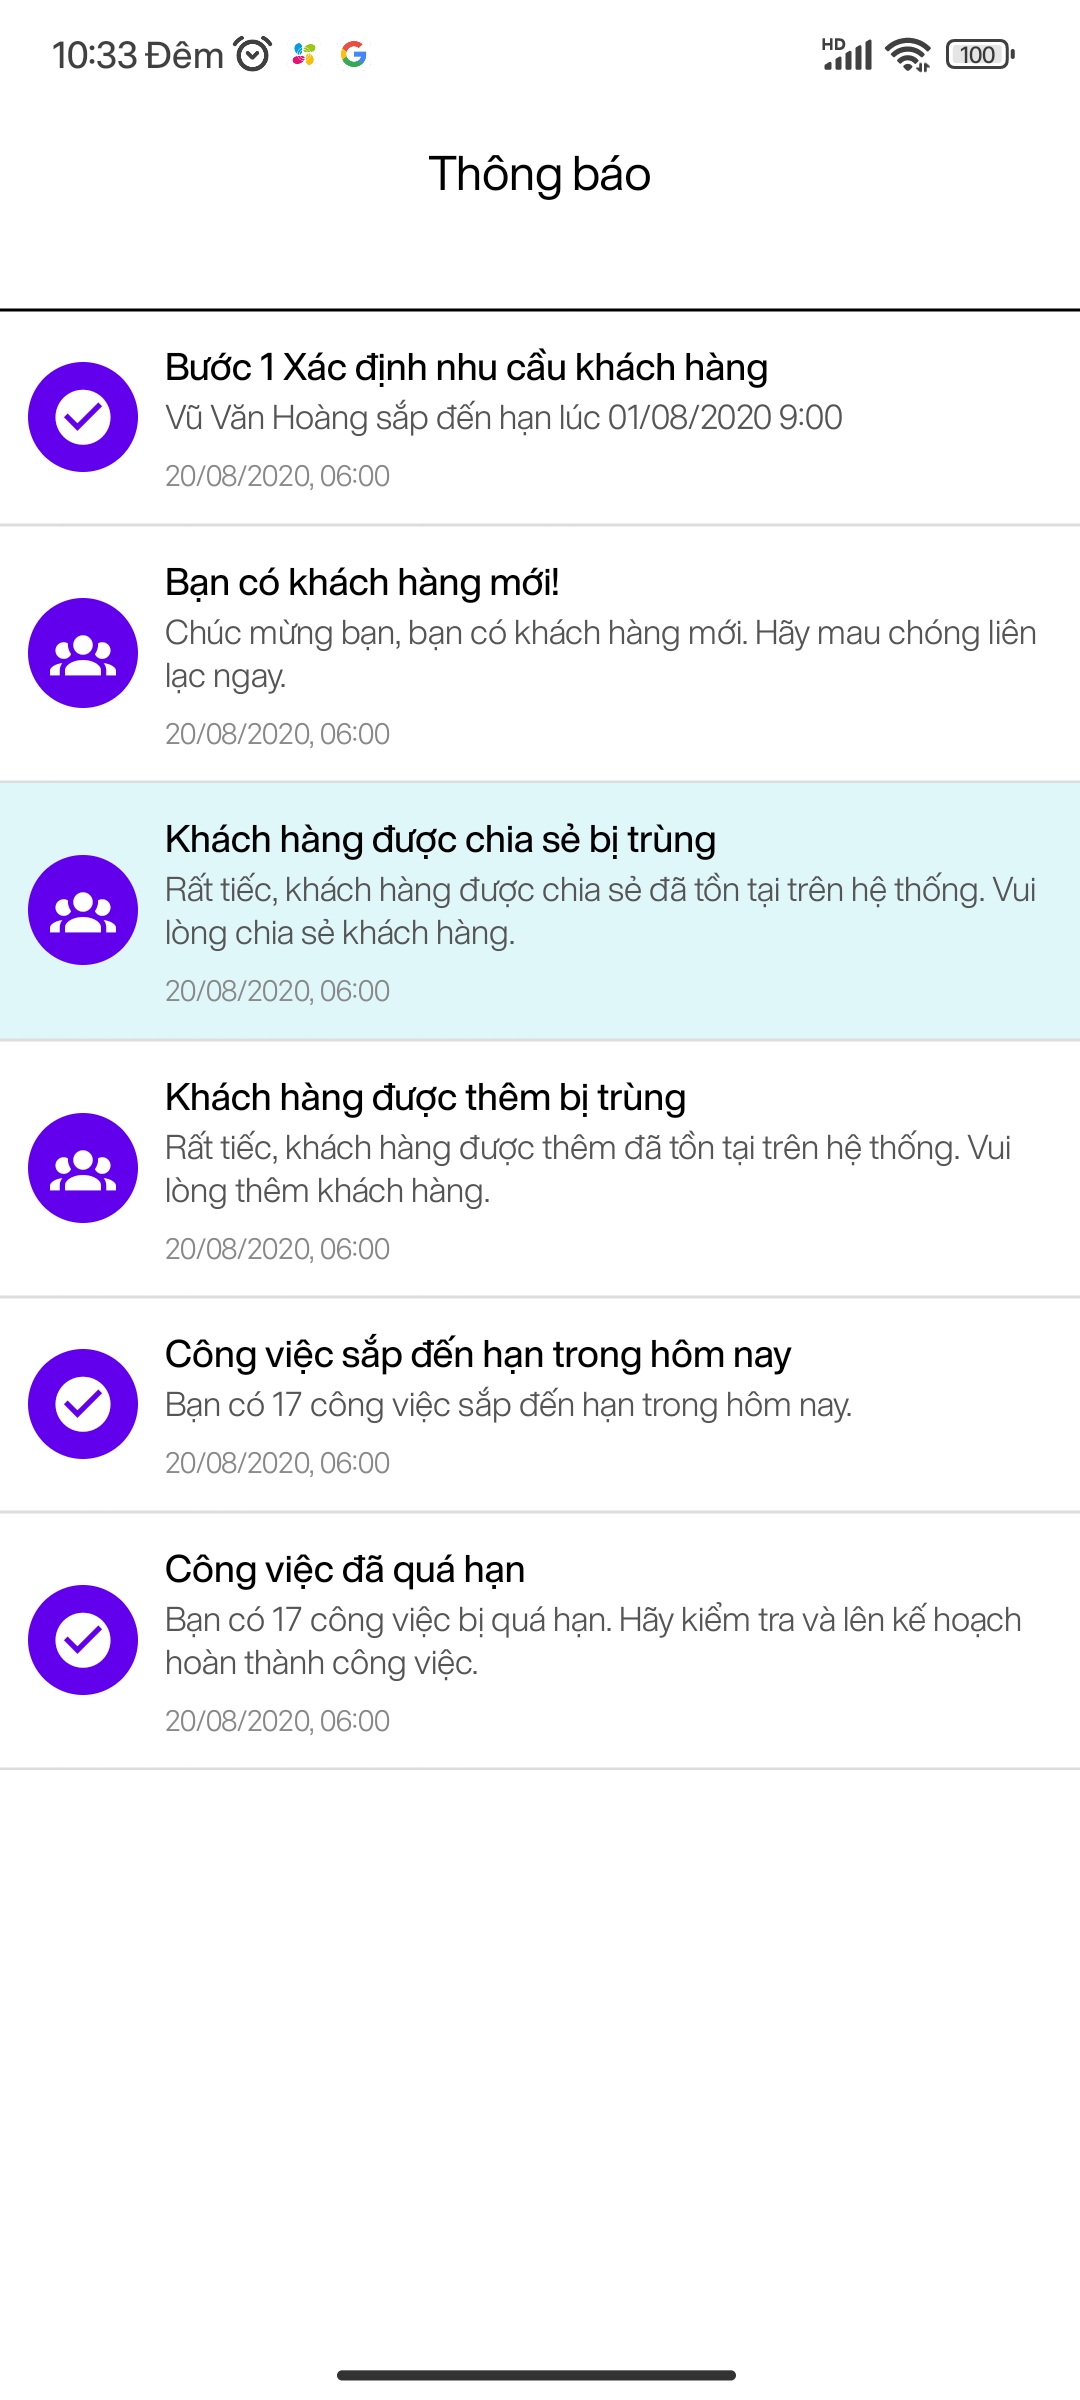 10:33 Đêm
HD
100
Thông báo
Bước 1 Xác định nhu cầu khách hàng
Vũ Văn Hoàng sắp đến hạn lúc 01/08/2020 9:00
20/08/2020, 06:00
Bạn có khách hàng mới!
Chúc mừng bạn, bạn có khách hàng mới. Hãy mau chóng liên
lạc ngay.
20/08/2020, 06:00
Khách hàng được chia sẻ bị trùng
Rất tiếc, khách hàng được chia sẻ đã tồn tại trên hệ thống. Vui
lòng chia sẻ khách hàng.
20/08/2020, 06:00
Khách hàng được thêm bị trùng
Rất tiếc, khách hàng được thêm đã tồn tại trên hệ thống. Vui
lòng thêm khách hàng.
20/08/2020, 06:00
Công việc sắp đến hạn trong hôm nay
Bạn có 17 công việc sắp đến hạn trong hôm nay.
20/08/2020, 06:00
Công việc đã quá hạn
Bạn có 17 công việc bị quá hạn. Hãy kiểm tra và lên kế hoạch
hoàn thành công việc.
20/08/2020, 06:00